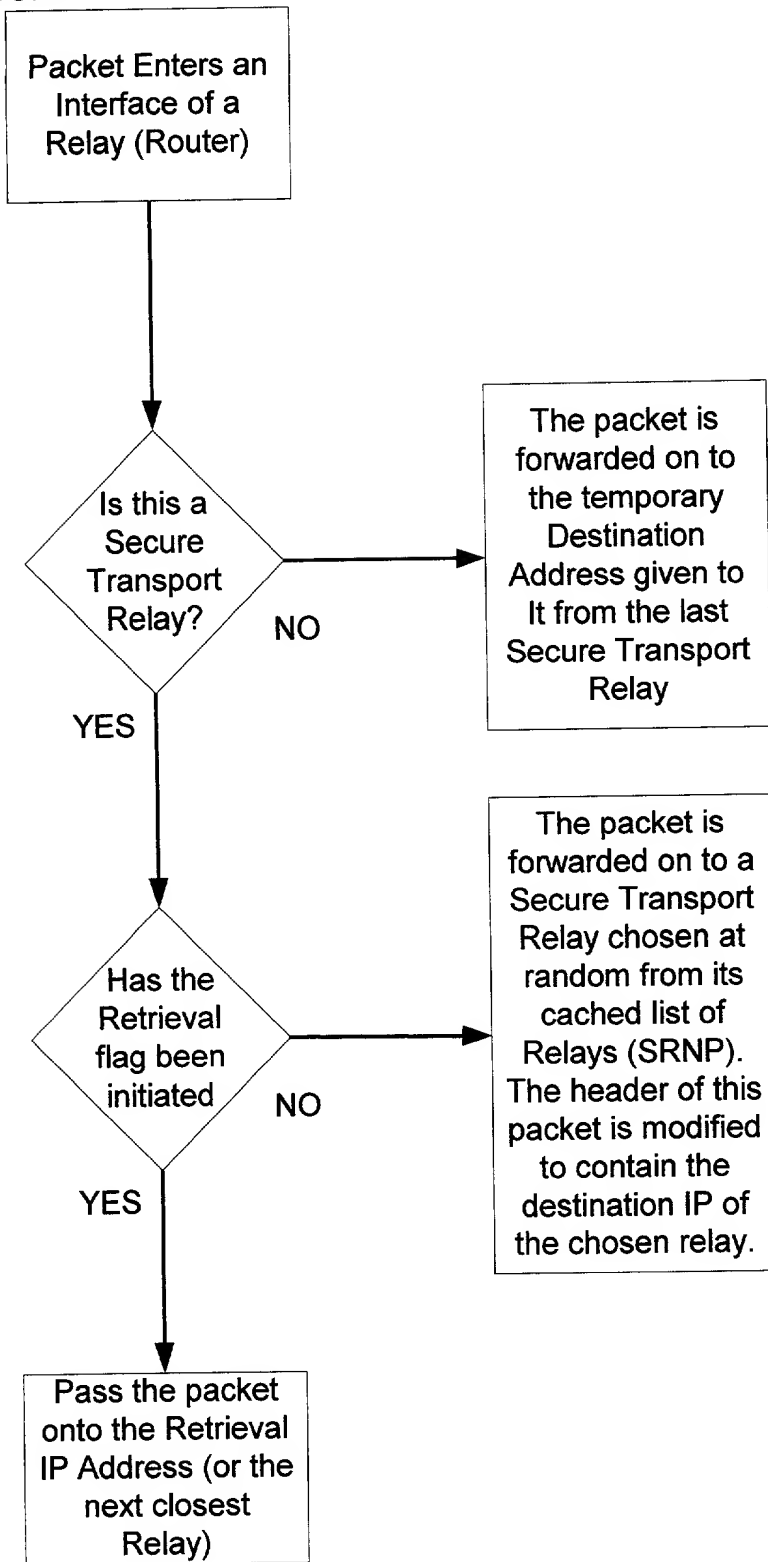 Packet Enters an
Interface of a
Relay (Router)
Is this a
Secure
Transport
Relay?
NO
YES
The packet is
forwarded on to
the temporary
Destination
Address given to
It from the last
Secure Transport
Relay
Has the
Retrieval
flag been
initiated
NO
YES
The packet is
forwarded on to a
Secure Transport
Relay chosen at
random from its
cached list of
Relays (SRNP).
The header of this
packet is modified
to contain the
destination IP of
the chosen relay.
Pass the packet
onto the Retrieval
IP Address (or the
next closest
Relay)